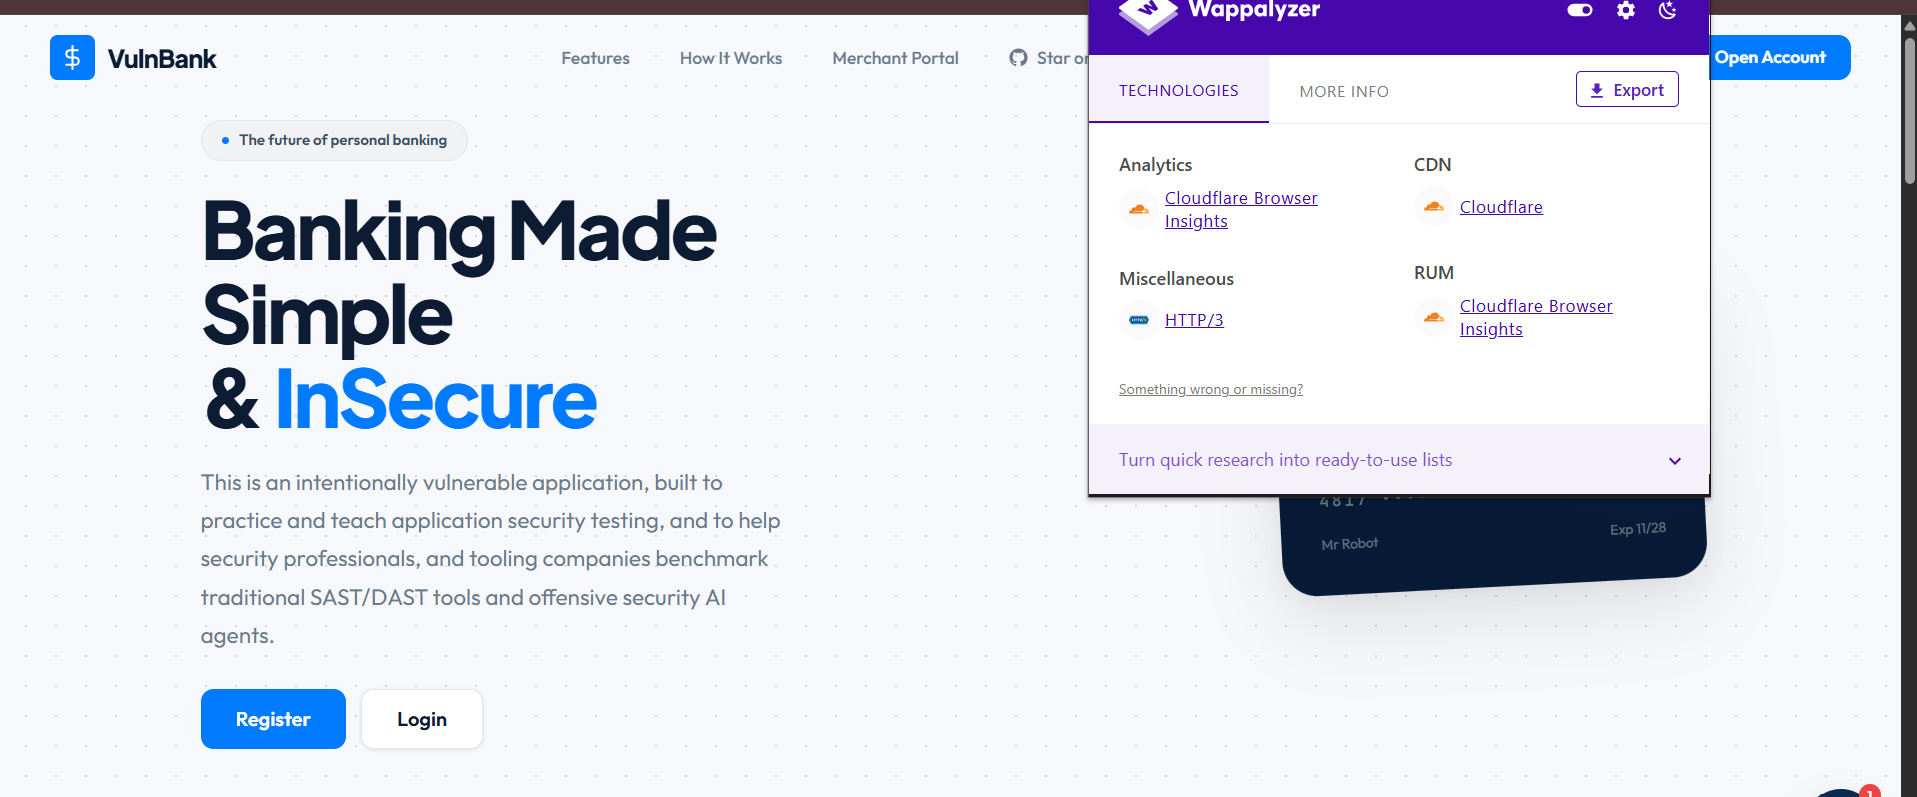 VulnBank
Features
How It Works
Merchant Portal
Star
Open Account
The future of personal banking
Banking Made
Simple
& InSecure
This is an intentionally vulnerable application, built to
practice and teach application security testing, and to help
security professionals, and tooling companies benchmark
traditional SAST/DAST tools and offensive security AI
agents.
Register
Login
Wappalyzer
TECHNOLOGIES
MORE INFO
Export
Analytics
Cloudflare Browser
Insights
CDN
Cloudflare
Miscellaneous
HTTP/3
RUM
Cloudflare Browser
Insights
Something wrong or missing?
Turn quick research into ready-to-use lists
4817
Mr Robot
Exp 11/28
1